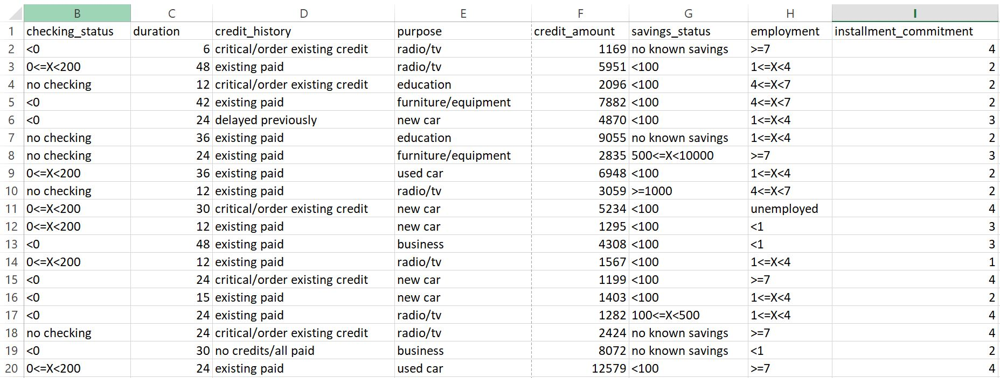 B C D E F G H I
1 checking_status duration credit_history purpose credit_amount savings_status employment installment_commitment
2 <0 6 critical/order existing credit radio/tv 1169 no known savings >=7 4
3 0<=X<200 48 existing paid radio/tv 5951 <100 1<=X<4 2
4 no checking 12 critical/order existing credit education 2096 <100 4<=X<7 2
5 <0 42 existing paid furniture/equipment 7882 <100 4<=X<7 2
6 <0 24 delayed previously new car 4870 <100 1<=X<4 3
7 no checking 36 existing paid education 9055 no known savings 1<=X<4 2
8 no checking 24 existing paid furniture/equipment 2835 500<=X<10000 >=7 3
9 0<=X<200 36 existing paid used car 6948 <100 1<=X<4 2
10 no checking 12 existing paid radio/tv 3059 >=1000 4<=X<7 2
11 0<=X<200 30 critical/order existing credit new car 5234 <100 unemployed 4
12 0<=X<200 12 existing paid new car 1295 <100 <1 3
13 <0 48 existing paid business 4308 <100 <1 3
14 0<=X<200 12 existing paid radio/tv 1567 <100 1<=X<4 1
15 <0 24 critical/order existing credit new car 1199 <100 >=7 4
16 <0 15 existing paid new car 1403 <100 1<=X<4 2
17 <0 24 existing paid radio/tv 1282 100<=X<500 1<=X<4 4
18 no checking 24 critical/order existing credit radio/tv 2424 no known savings >=7 4
19 <0 30 no credits/all paid business 8072 no known savings <1 2
20 0<=X<200 24 existing paid used car 12579 <100 >=7 4